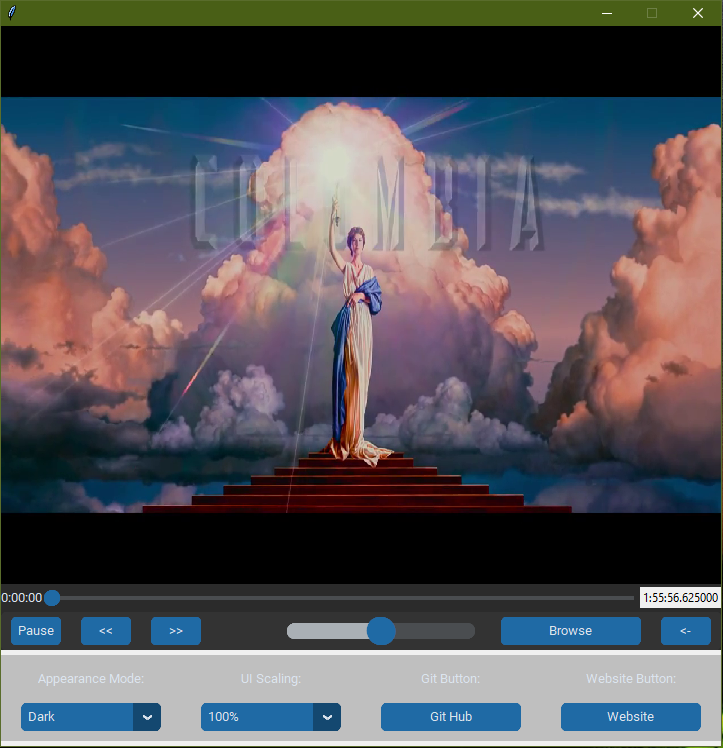 COLUMBIA
0:00:00 1:55:56.625000
Pause << >> Browse <-
Appearance Mode: UI Scaling: Git Button: Website Button:
Dark 100% Git Hub Website